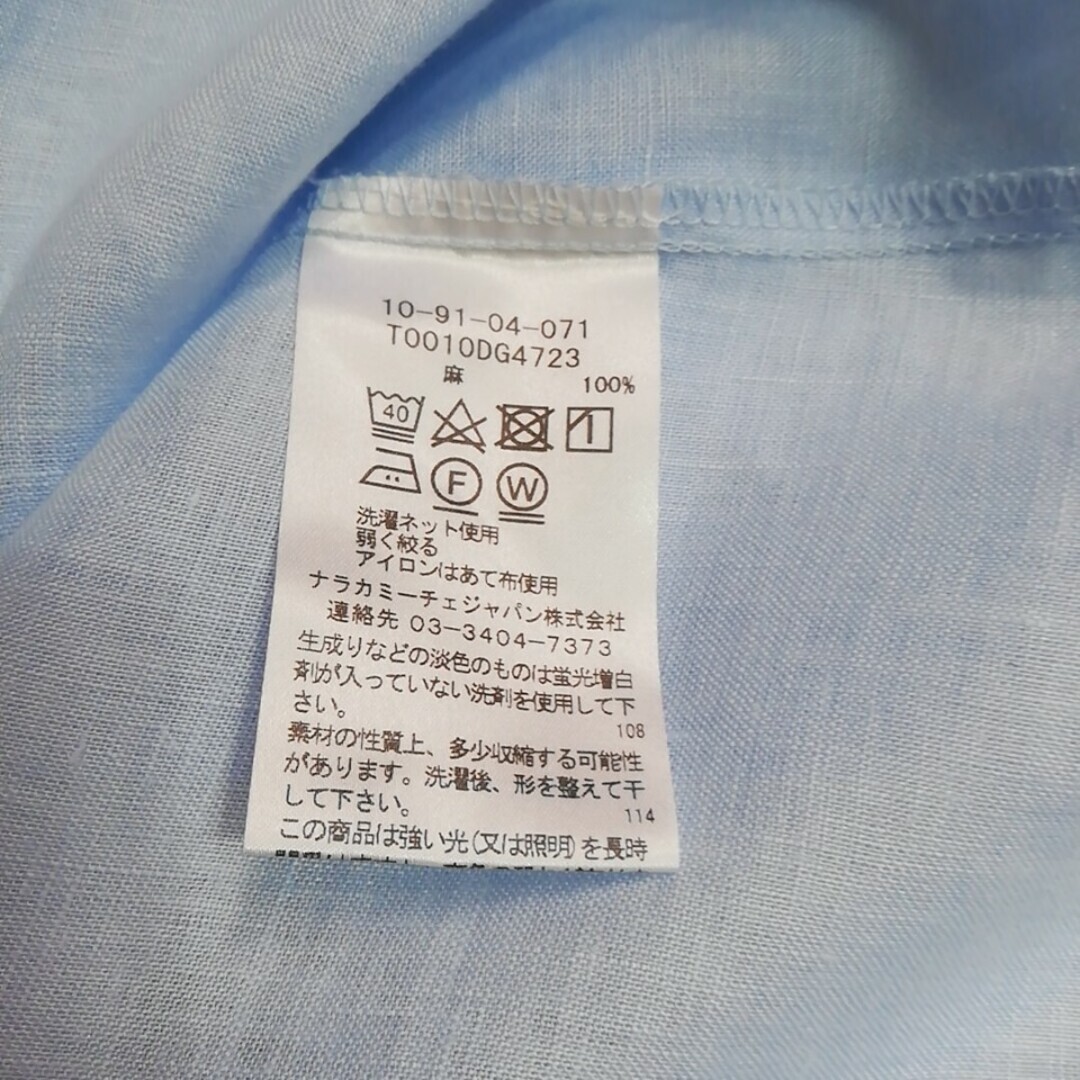 10-91-04-071
T0010DG4723
麻 100%
40
F W
洗濯ネット使用
弱く絞る
アイロンはあて布使用
ナラカミーチェジャパン株式会社
連絡先 03-3404-7373
生成りなどの淡色のものは蛍光増白
剤が入っていない洗剤を使用して下
さい。
108
素材の性質上、多少収縮する可能性
があります。洗濯後、形を整えて干
して下さい。
114
この商品は強い光(又は照明)を長時